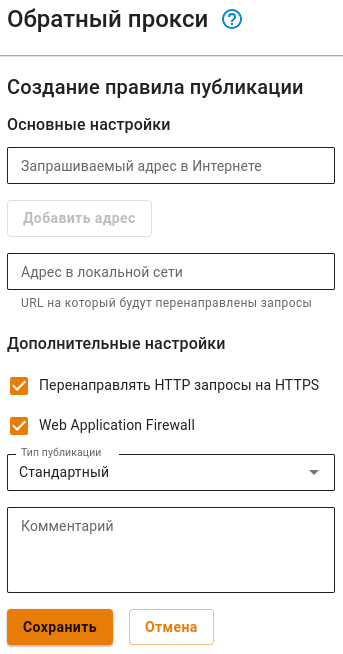 Обратный прокси ?
Создание правила публикации
Основные настройки
Запрашиваемый адрес в Интернете
Добавить адрес
Адрес в локальной сети
URL на который будут перенаправлены запросы
Дополнительные настройки
Перенаправлять HTTP запросы на HTTPS
Web Application Firewall
Тип публикации
Стандартный
Комментарий
Сохранить Отмена